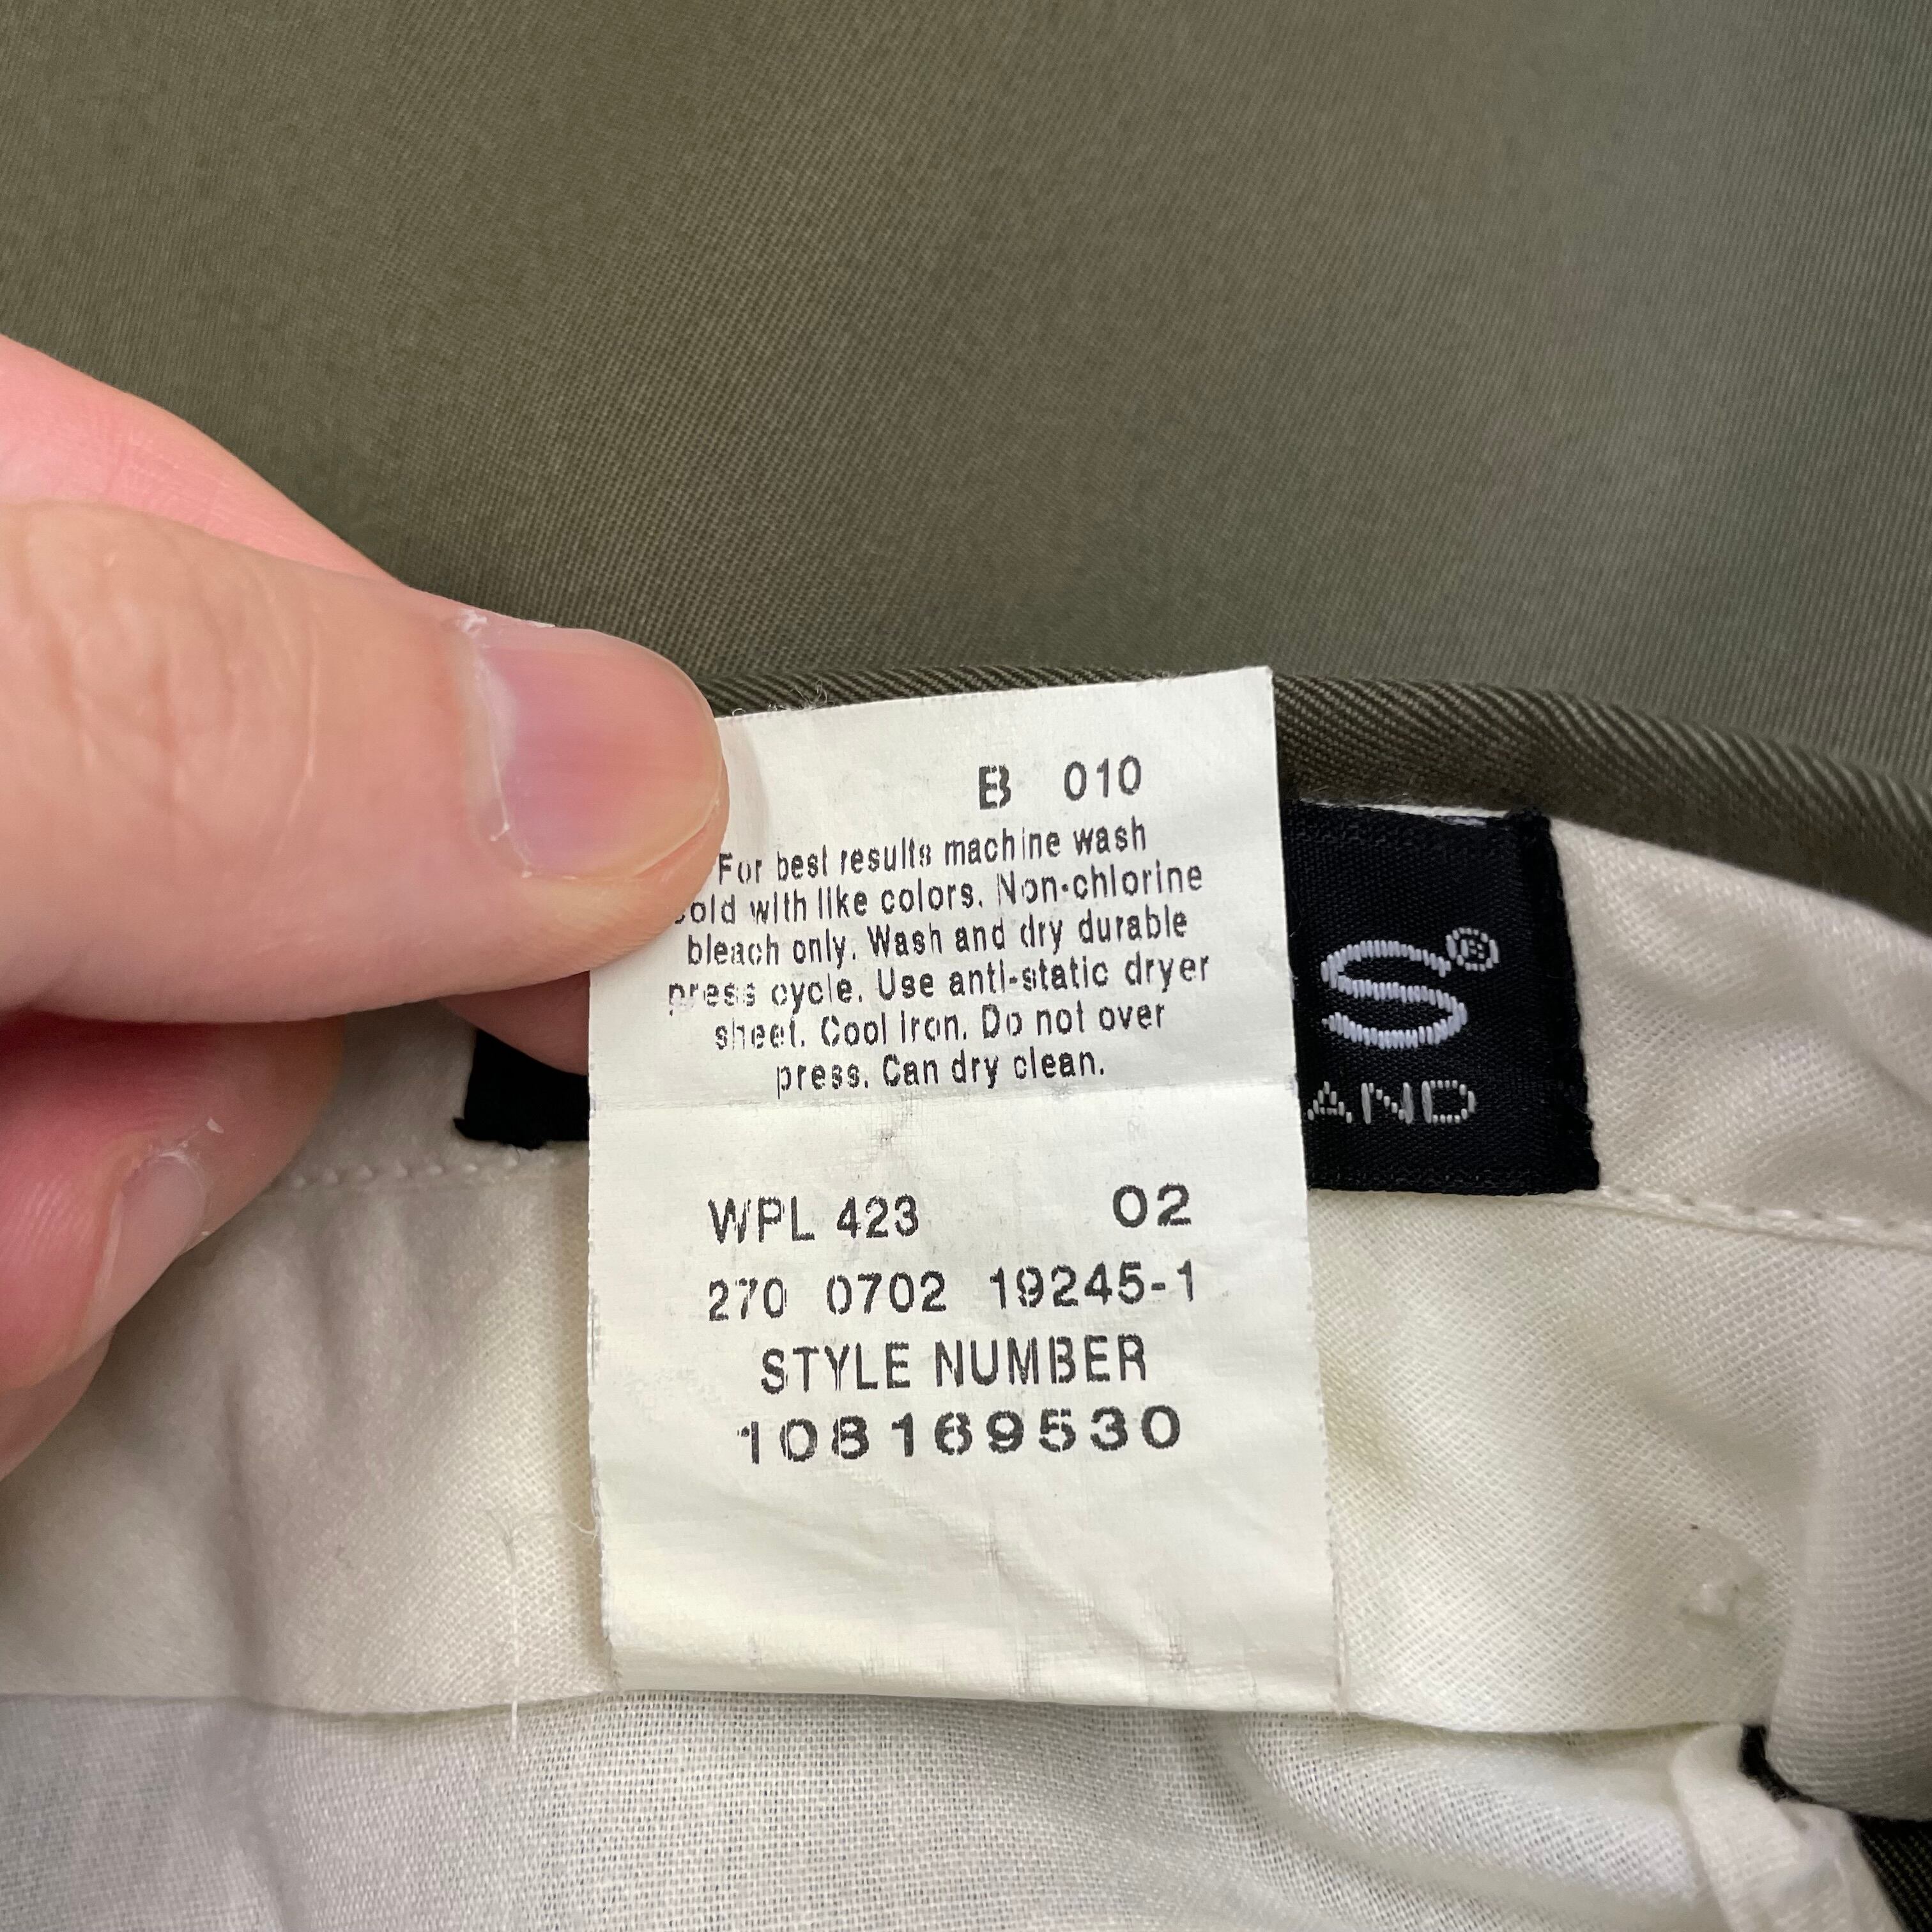 B 010
For best results machine wash
cold with like colors. Non-chlorine
bleach only. Wash and dry durable
press cycle. Use anti-static dryer
sheet. Cool iron. Do not over
press. Can dry clean.
S®
AND
WPL 423 02
270 0702 19245-1
STYLE NUMBER
108169530